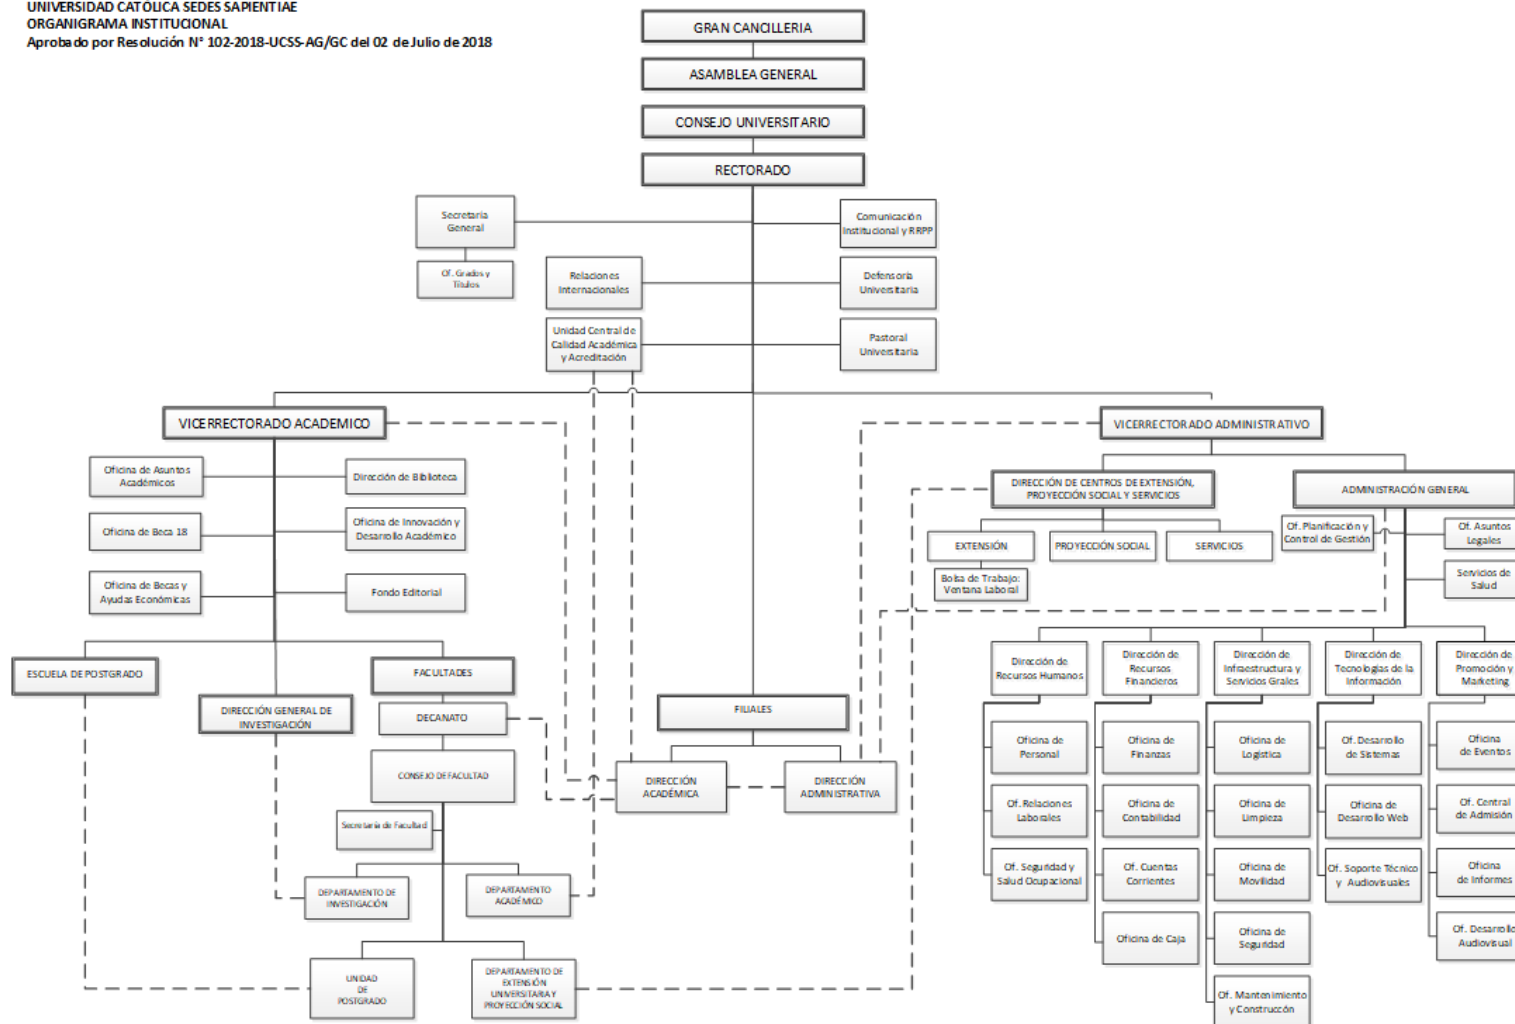 UNIVERSIDAD CATÓLICA SEDES SAPIENTIAE
ORGANIGRAMA INSTITUCIONAL
Aprobado por Resolución N° 102-2018-UCSS-AG/GC del 02 de Julio de 2018
GRAN CANCILLERIA
ASAMBLEA GENERAL
CONSEJO UNIVERSITARIO
RECTORADO
Secretaría
General
Of. Grados y
Títulos
Comunicación
Institucional y RRPP
Relaciones
Internacionales
Defensoría
Universitaria
Unidad Central de
Calidad Académica
y Acreditación
Pastoral
Universitaria
VICERRECTORADO ACADEMICO
Oficina de Asuntos
Académicos
Dirección de Biblioteca
Oficina de Beca 18
Oficina de Innovación y
Desarrollo Académico
Oficina de Becas y
Ayudas Económicas
Fondo Editorial
ESCUELA DE POSTGRADO
DIRECCIÓN GENERAL DE
INVESTIGACIÓN
FACULTADES
DECANATO
CONSEJO DE FACULTAD
Secretaría de Facultad
DEPARTAMENTO DE
INVESTIGACIÓN
DEPARTAMENTO
ACADÉMICO
UNIDAD
DE
POSTGRADO
DEPARTAMENTO DE
EXTENSIÓN
UNIVERSITARIA Y
PROYECCIÓN SOCIAL
FILIALES
DIRECCIÓN
ACADÉMICA
DIRECCIÓN
ADMINISTRATIVA
VICERRECTORADO ADMINISTRATIVO
DIRECCIÓN DE CENTROS DE EXTENSIÓN,
PROYECCIÓN SOCIAL Y SERVICIOS
EXTENSIÓN
PROYECCIÓN SOCIAL
SERVICIOS
Bolsa de Trabajo:
Ventana Laboral
ADMINISTRACIÓN GENERAL
Of. Planificación y
Control de Gestión
Of. Asuntos
Legales
Servicios de
Salud
Dirección de
Recursos Humanos
Oficina de
Personal
Of. Relaciones
Laborales
Of. Seguridad y
Salud Ocupacional
Dirección de
Recursos
Financieros
Oficina de
Finanzas
Oficina de
Contabilidad
Of. Cuentas
Corrientes
Oficina de Caja
Dirección de
Infraestructura y
Servicios Grales
Oficina de
Logística
Oficina de
Limpieza
Oficina de
Movilidad
Oficina de
Seguridad
Of. Mantenimiento
y Construccón
Dirección de
Tecnologías de la
Información
Of. Desarrollo
de Sistemas
Oficina de
Desarrollo Web
Of. Soporte Técnico
y Audiovisuales
Dirección de
Promoción y
Marketing
Oficina
de Eventos
Of. Central
de Admisión
Oficina
de Informes
Of. Desarrollo
Audiovisual